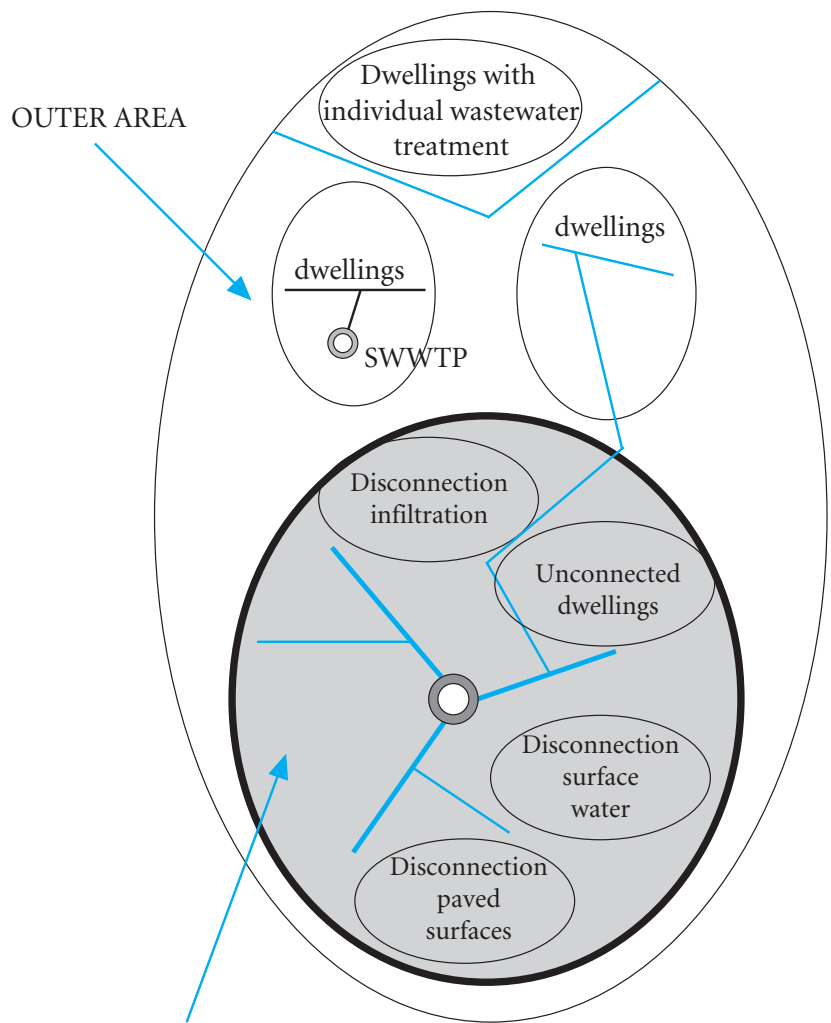 Dwellings with
individual wastewater
treatment
OUTER AREA
dwellings
dwellings
SWWTP
Disconnection
infiltration
Unconnected
dwellings
Disconnection
surface
water
Disconnection
paved
surfaces